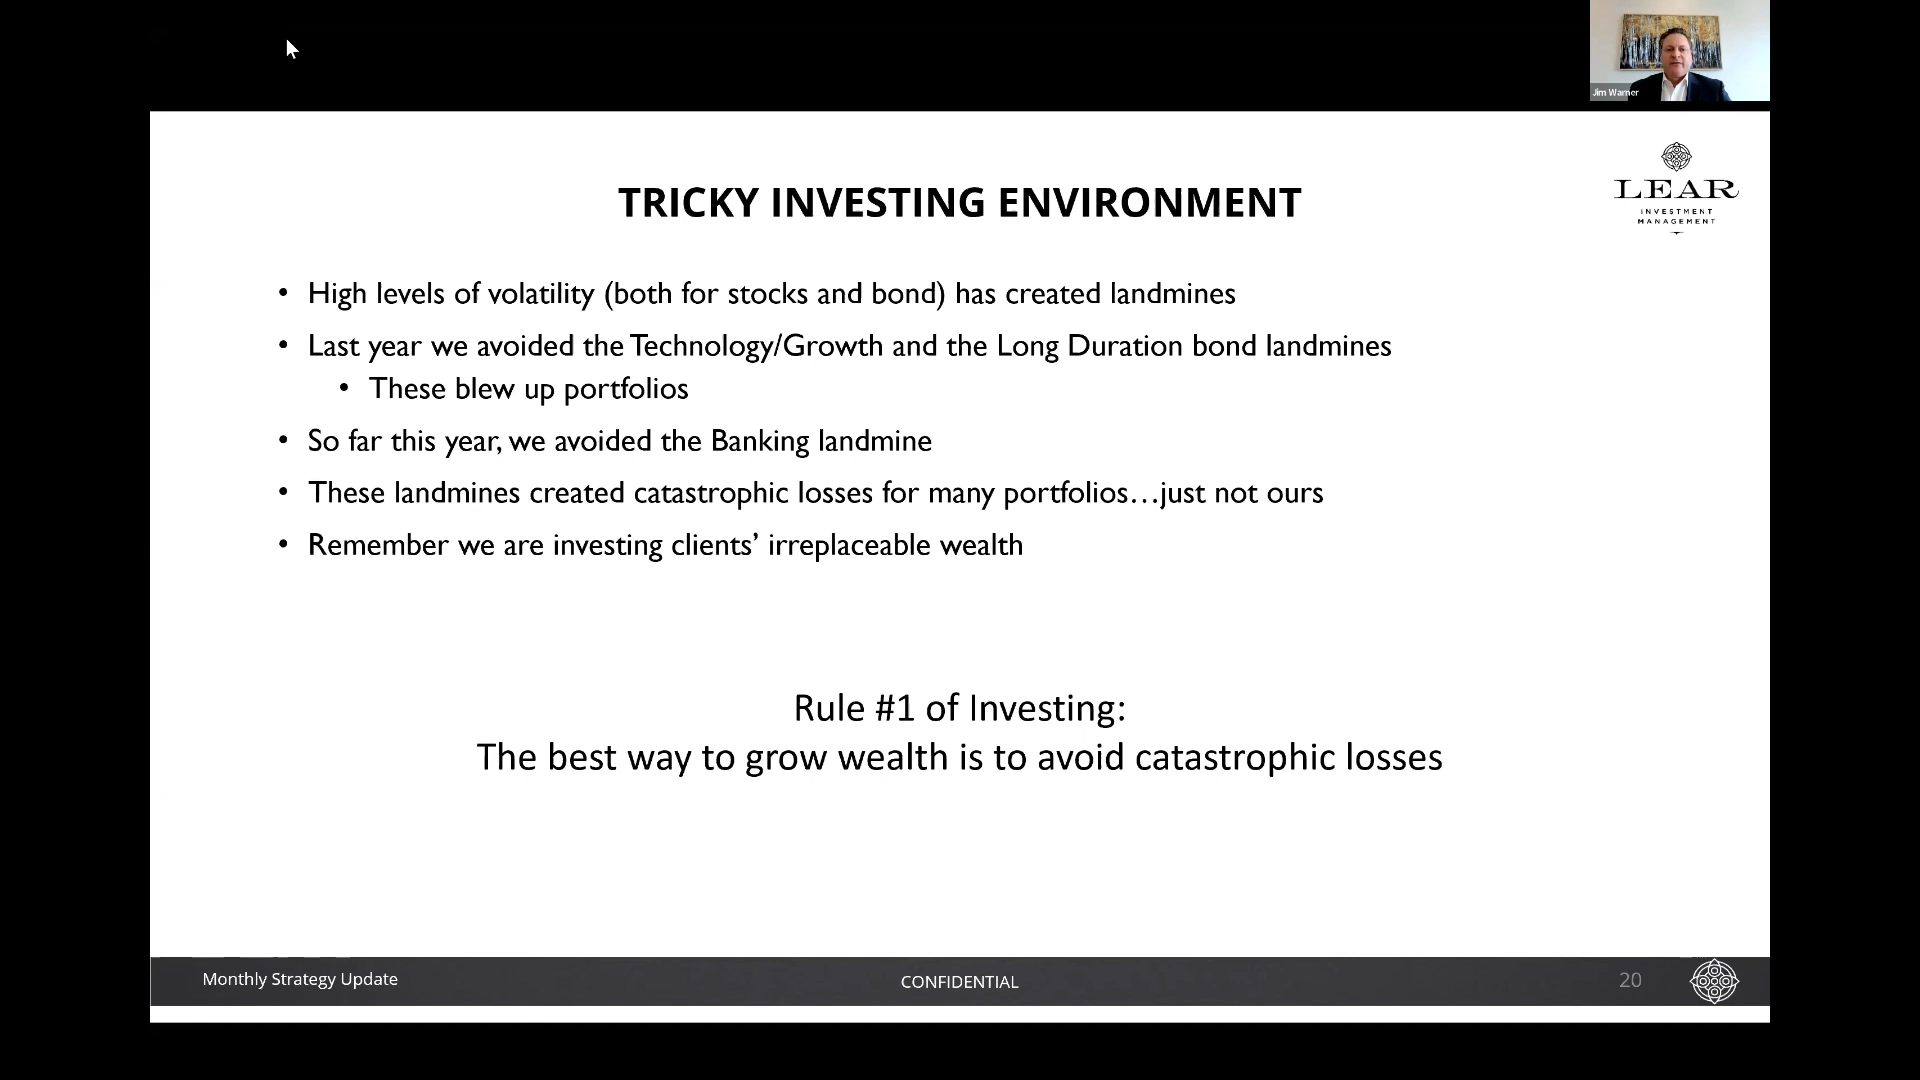 Jim Warner
LEAR
INVESTMENT
MANAGEMENT
TRICKY INVESTING ENVIRONMENT
• High levels of volatility (both for stocks and bond) has created landmines
• Last year we avoided the Technology/Growth and the Long Duration bond landmines
• These blew up portfolios
• So far this year, we avoided the Banking landmine
• These landmines created catastrophic losses for many portfolios…just not ours
• Remember we are investing clients’ irreplaceable wealth
Rule #1 of Investing:
The best way to grow wealth is to avoid catastrophic losses
Monthly Strategy Update
CONFIDENTIAL
20